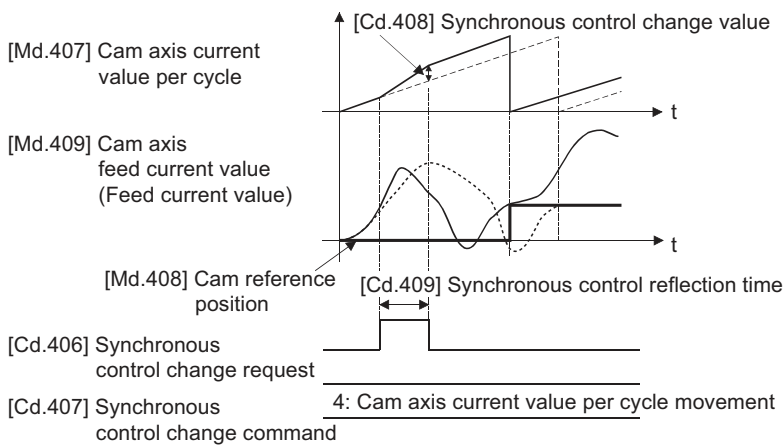 [Cd.408] Synchronous control change value
[Md.407] Cam axis current
value per cycle
t
[Md.409] Cam axis
feed current value
(Feed current value)
t
[Md.408] Cam reference
position
[Cd.409] Synchronous control reflection time
[Cd.406] Synchronous
control change request
[Cd.407] Synchronous
control change command
4: Cam axis current value per cycle movement